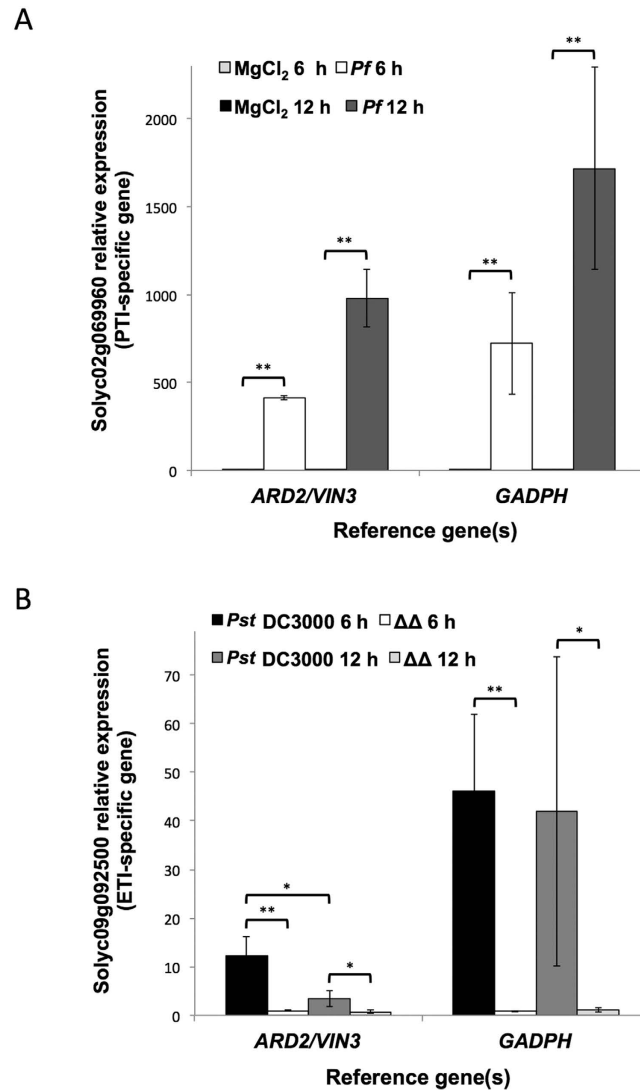 A
MgCl₂ 6 h Pf 6 h
MgCl₂ 12 h Pf 12 h
**
**
**
**
2000
1500
1000
500
0
Solyc02g069960 relative expression
(PTI-specific gene)
ARD2/VIN3 GADPH
Reference gene(s)
B
Pst DC3000 6 h ΔΔ 6 h
Pst DC3000 12 h ΔΔ 12 h
*
**
*
**
*
70
60
50
40
30
20
10
0
Solyc09g092500 relative expression
(ETI-specific gene)
ARD2/VIN3 GADPH
Reference gene(s)